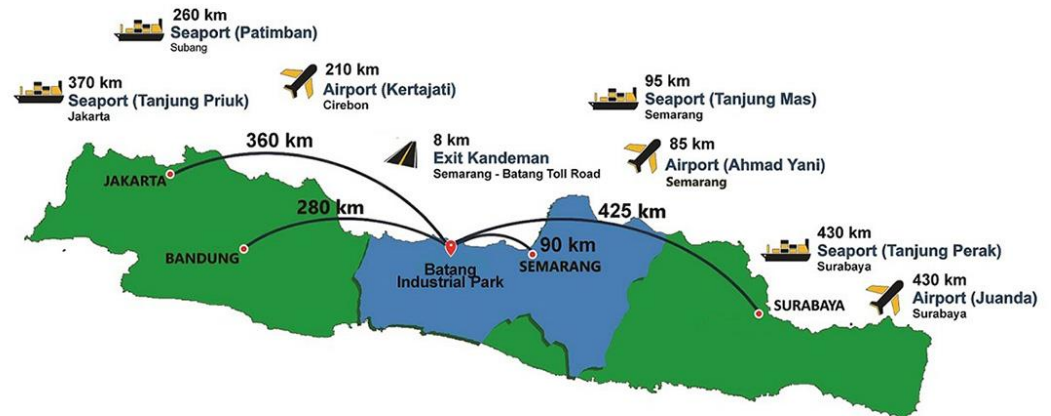 260 km
Seaport (Patimban)
Subang
370 km
Seaport (Tanjung Priuk)
Jakarta
210 km
Airport (Kertajati)
Cirebon
95 km
Seaport (Tanjung Mas)
Semarang
8 km
Exit Kandeman
Semarang - Batang Toll Road
85 km
Airport (Ahmad Yani)
Semarang
360 km
JAKARTA
280 km
BANDUNG
425 km
90 km
SEMARANG
Batang
Industrial Park
430 km
Seaport (Tanjung Perak)
Surabaya
430 km
Airport (Juanda)
Surabaya
SURABAYA